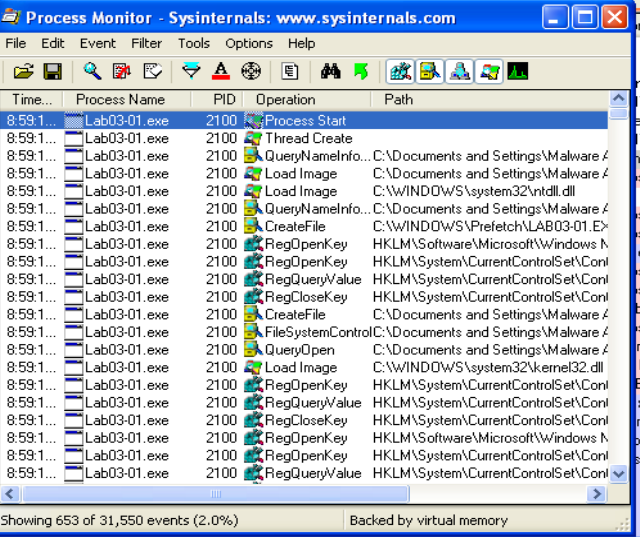 Process Monitor - Sysinternals: www.sysinternals.com
File Edit Event Filter Tools Options Help
Time... Process Name PID Operation Path
8:59:1... Lab03-01.exe 2100 Process Start
8:59:1... Lab03-01.exe 2100 Thread Create
8:59:1... Lab03-01.exe 2100 QueryNameInfo... C:\Documents and Settings\Malware A
8:59:1... Lab03-01.exe 2100 Load Image C:\Documents and Settings\Malware A
8:59:1... Lab03-01.exe 2100 Load Image C:\WINDOWS\system32\ntdll.dll
8:59:1... Lab03-01.exe 2100 QueryNameInfo... C:\Documents and Settings\Malware A
8:59:1... Lab03-01.exe 2100 CreateFile C:\WINDOWS\Prefetch\LAB03-01.EX
8:59:1... Lab03-01.exe 2100 RegOpenKey HKLM\Software\Microsoft\Windows N
8:59:1... Lab03-01.exe 2100 RegOpenKey HKLM\System\CurrentControlSet\Con
8:59:1... Lab03-01.exe 2100 RegQueryValue HKLM\System\CurrentControlSet\Con
8:59:1... Lab03-01.exe 2100 RegCloseKey HKLM\System\CurrentControlSet\Con
8:59:1... Lab03-01.exe 2100 CreateFile C:\Documents and Settings\Malware A
8:59:1... Lab03-01.exe 2100 FileSystemControl C:\Documents and Settings\Malware A
8:59:1... Lab03-01.exe 2100 QueryOpen C:\Documents and Settings\Malware A
8:59:1... Lab03-01.exe 2100 Load Image C:\WINDOWS\system32\kernel32.dll
8:59:1... Lab03-01.exe 2100 RegOpenKey HKLM\System\CurrentControlSet\Con
8:59:1... Lab03-01.exe 2100 RegQueryValue HKLM\System\CurrentControlSet\Con
8:59:1... Lab03-01.exe 2100 RegCloseKey HKLM\System\CurrentControlSet\Con
8:59:1... Lab03-01.exe 2100 RegOpenKey HKLM\Software\Microsoft\Windows N
8:59:1... Lab03-01.exe 2100 RegOpenKey HKLM\System\CurrentControlSet\Con
8:59:1... Lab03-01.exe 2100 RegQueryValue HKLM\System\CurrentControlSet\Con
Showing 653 of 31,550 events (2.0%) Backed by virtual memory